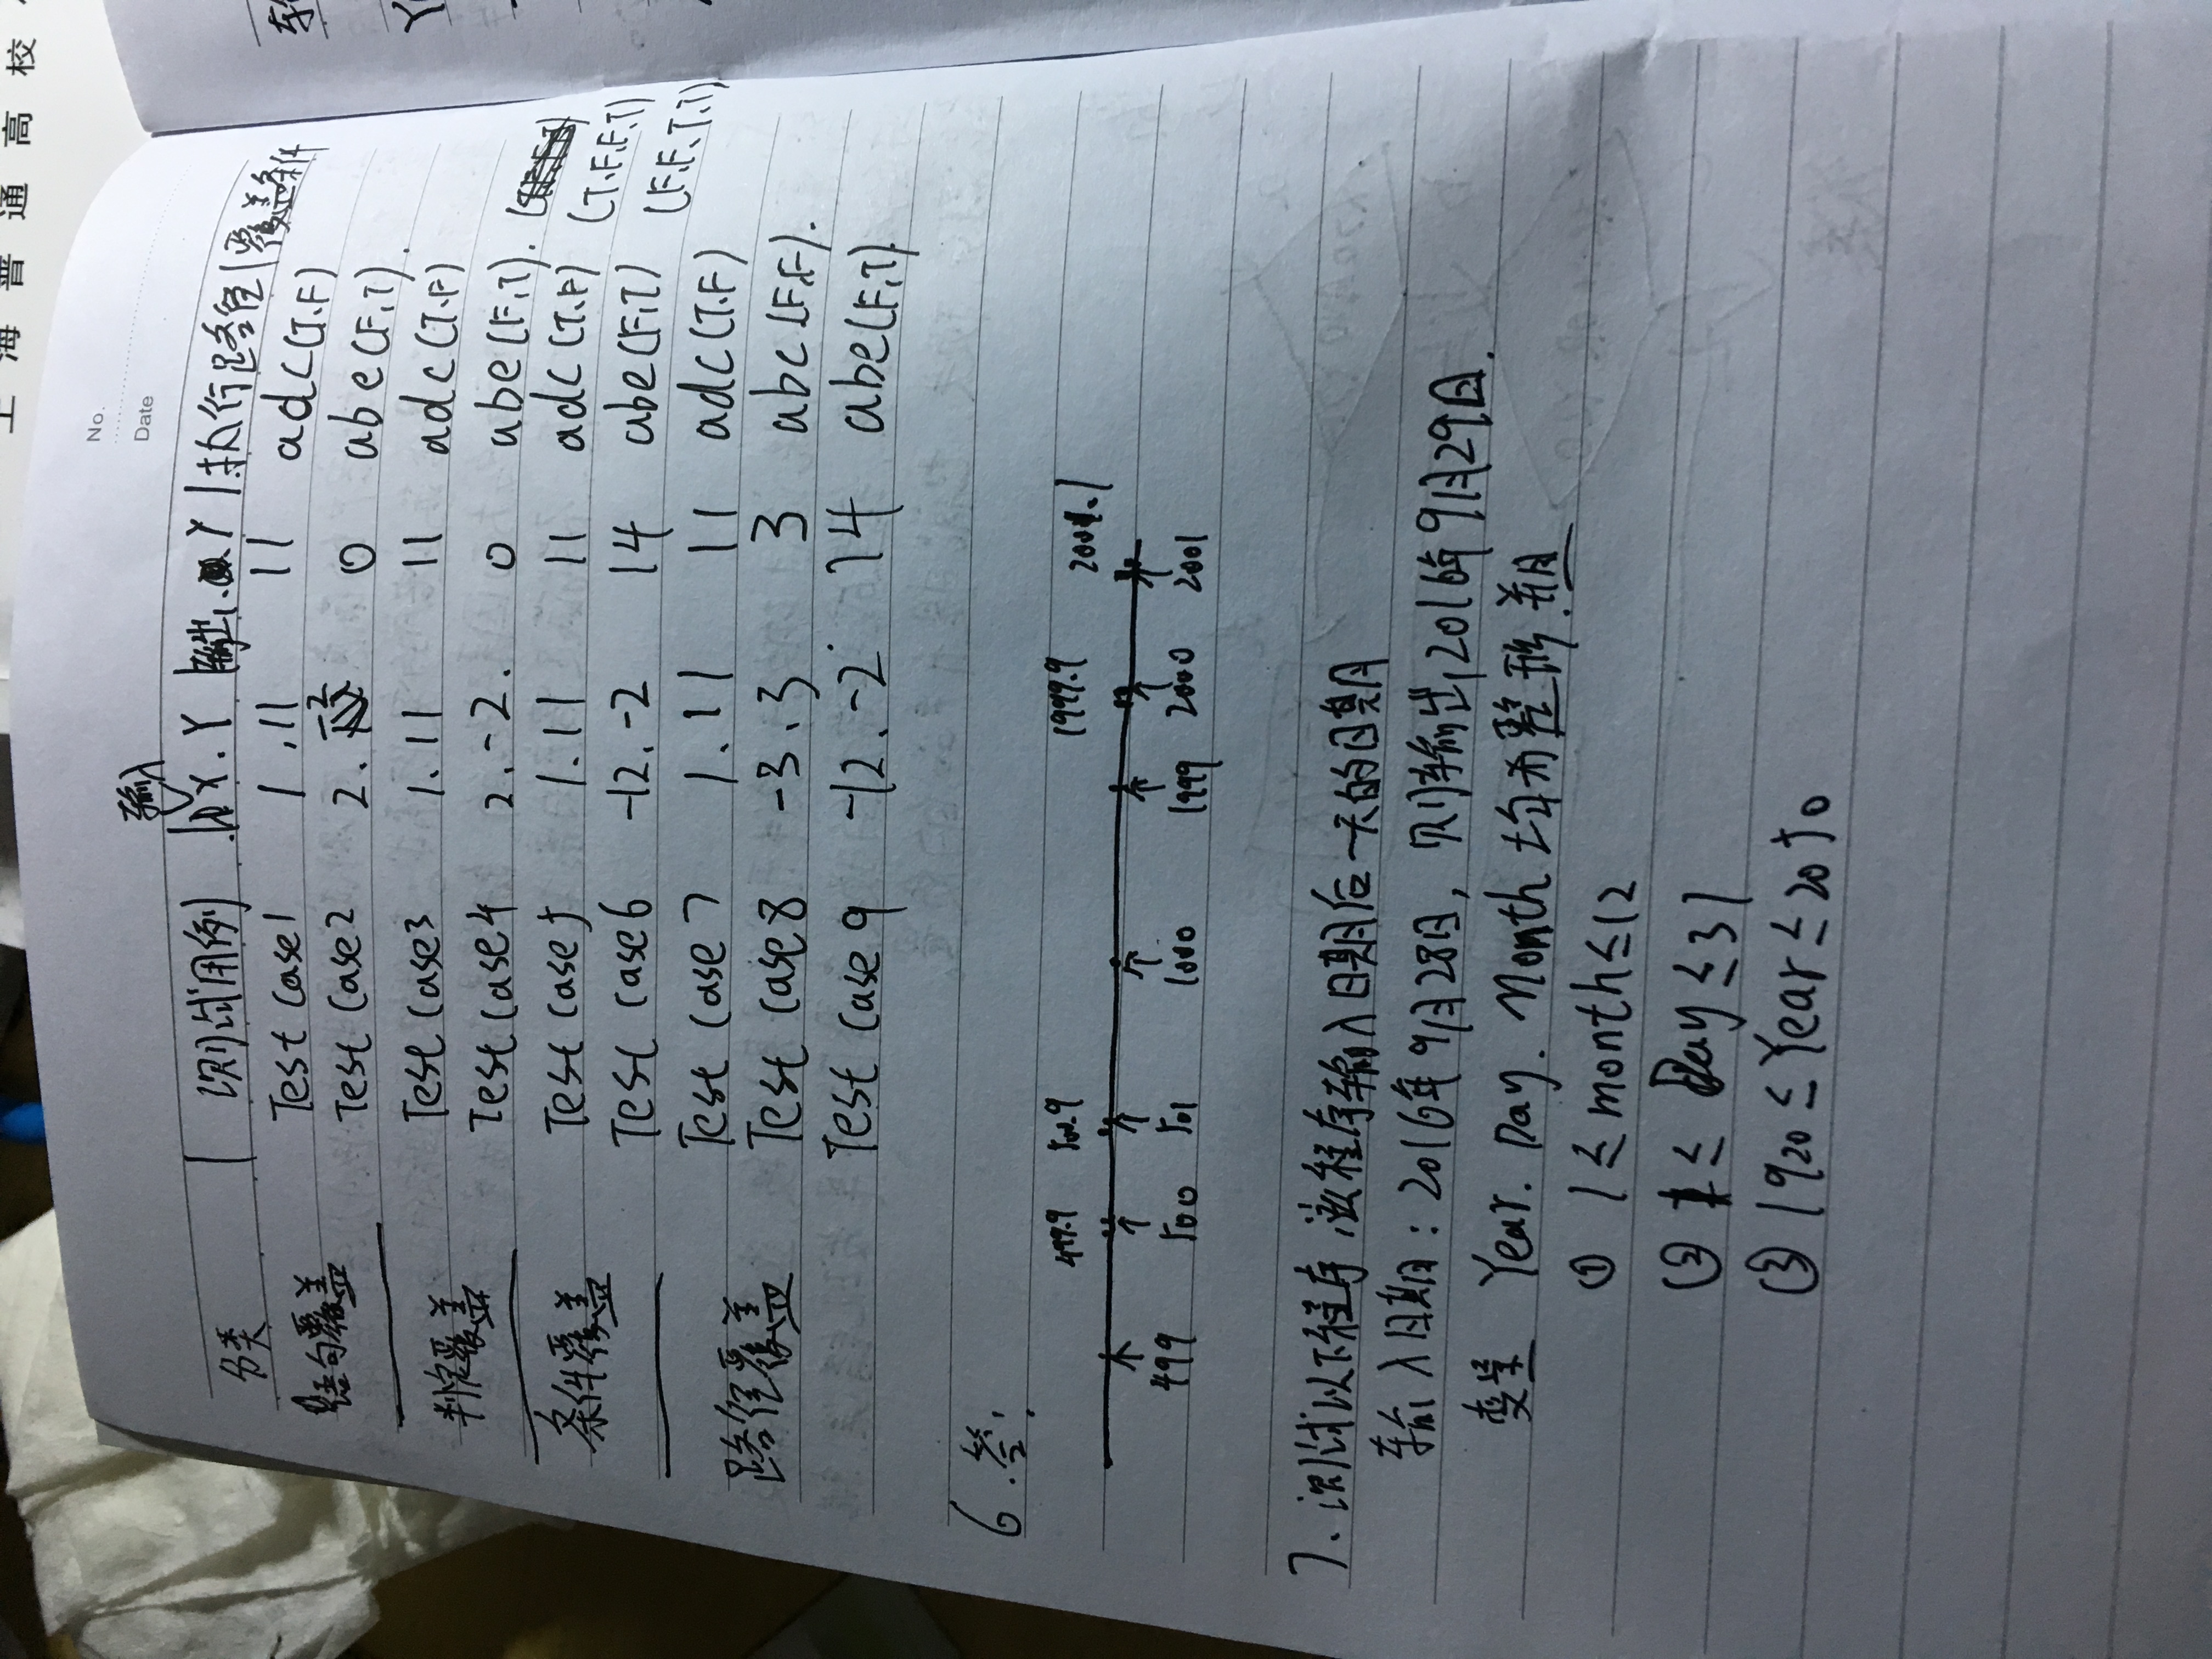 上海普通高校
No.
Date
输入
分类 测试用例 X.Y 输出 Y 执行路径 覆盖条件
语句覆盖
Test Case1 1.11 11 adc(T.F)
Test Case2 2.-2 0 abe(F,T).
判定覆盖
Test Case3 1.11 11 adc(T.F)
Test Case4 2.-2. 0 abe(F,T).
条件覆盖
Test Case5 1.11 11 adc(T.F) (T.F.F.T)
Test Case6 -12.-2 14 abe(F,T) (F.F.T.T)
路径覆盖
Test Case7 1.11 11 adc(T.F)
Test Case8 -3.3 3 abc(F,F).
Test Case9 -12.-2 14 abe(F,T).
6.答:
499.9 500.9 1999.9
499 500 501 1000 1999 2000 2001
7.测试以下程序 该程序输入日期后一天的日期
输入日期:2016年9月28日,则输出2016年9月29日.
变量 Year. Day. Month 均为整形.并且
① 1≤month≤12
② 1≤Day≤31
③ 1920≤Year≤2050